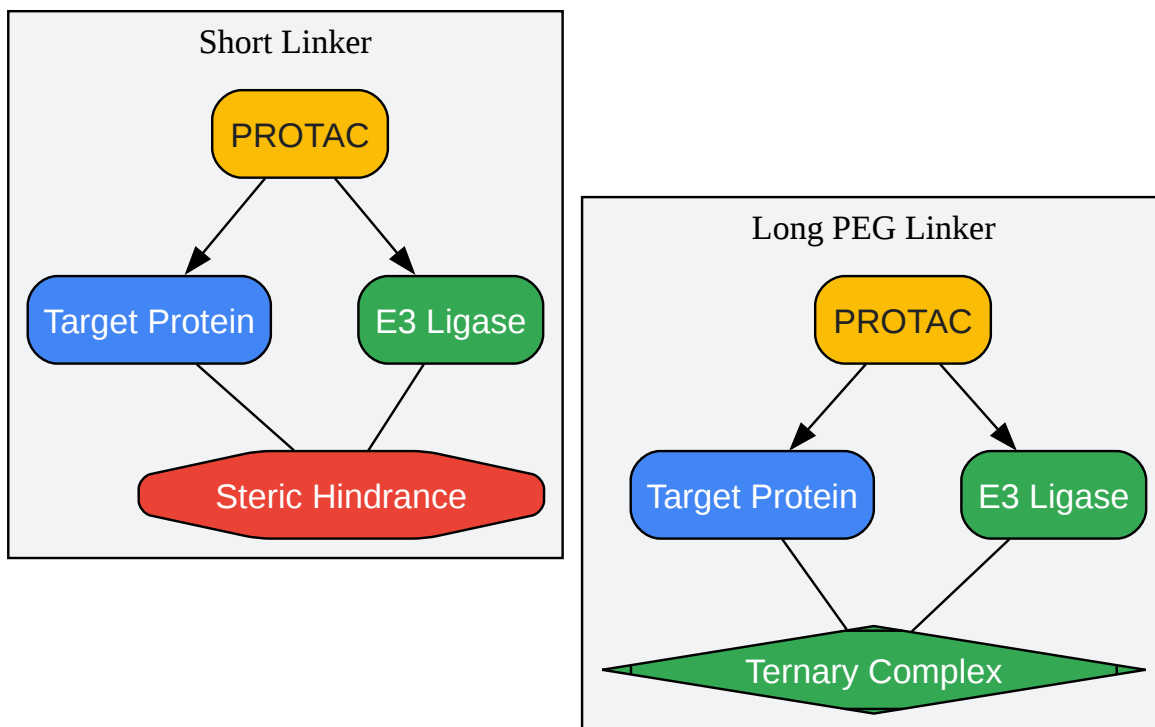 Short Linker
PROTAC
Target Protein
E3 Ligase
Steric Hindrance
Long PEG Linker
PROTAC
Target Protein
E3 Ligase
Ternary Complex